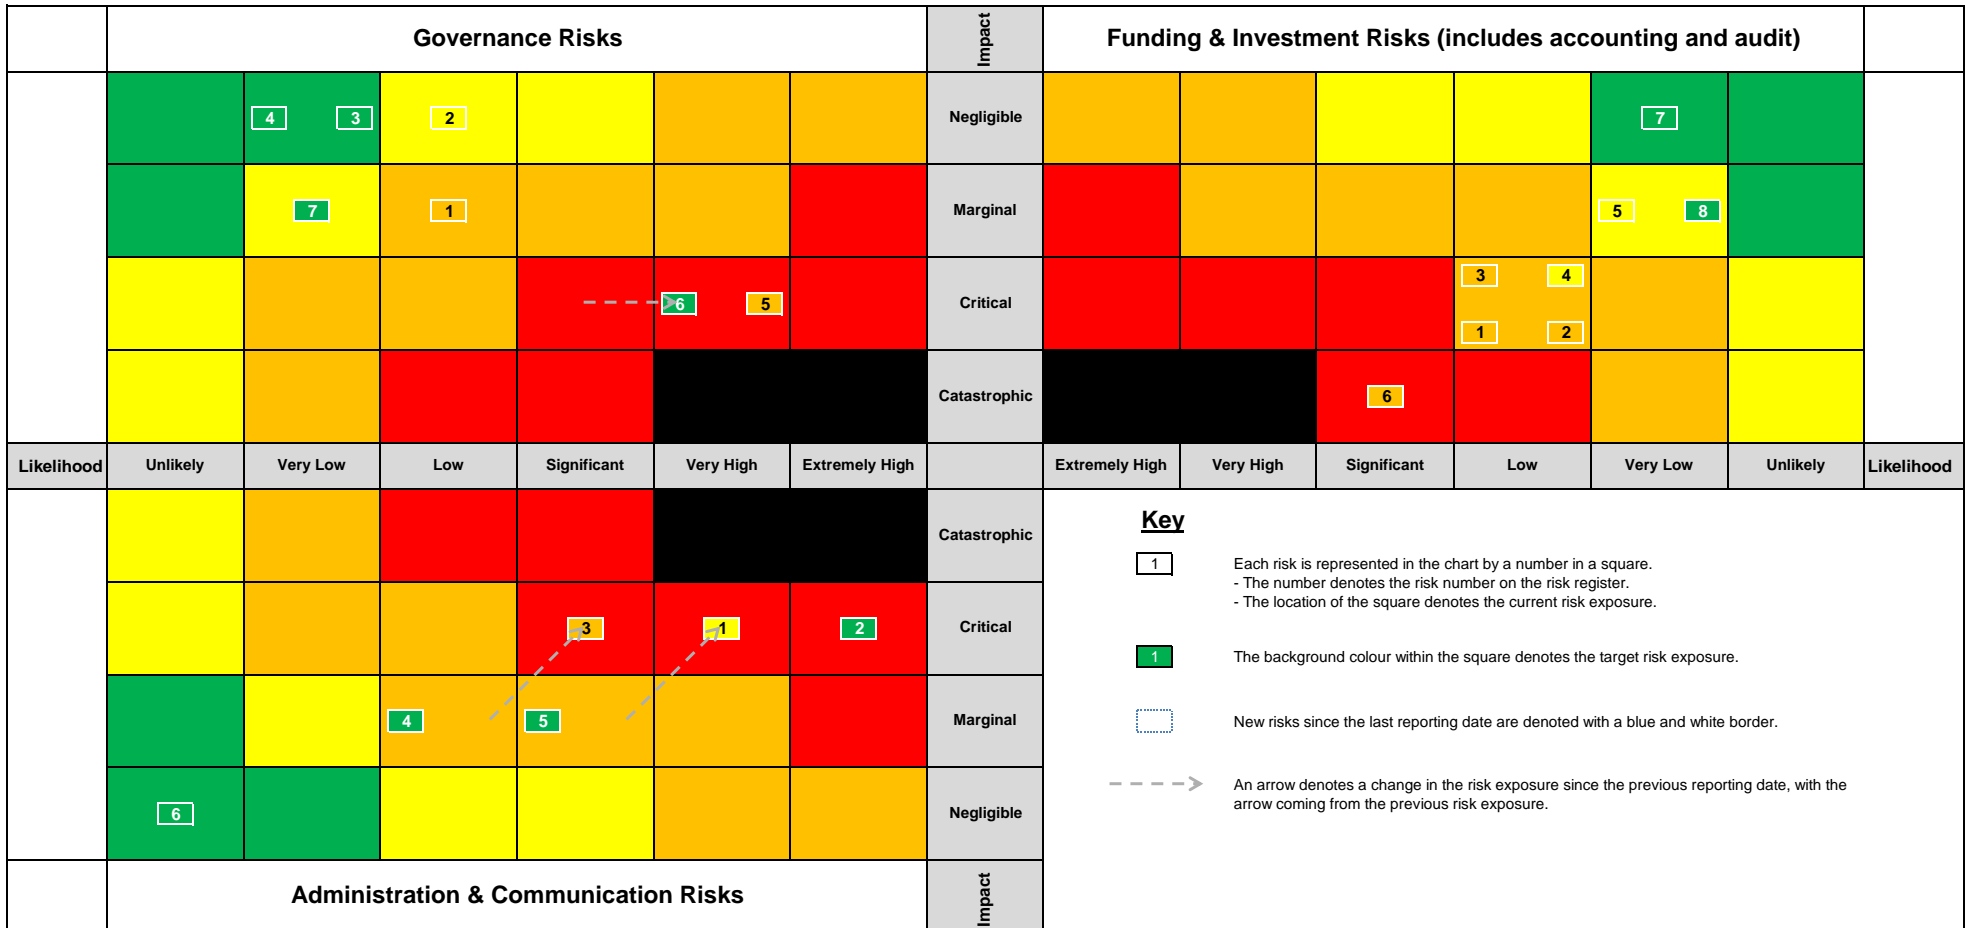 Governance Risks
Impact
Funding & Investment Risks (includes accounting and audit)
4 3 2
Negligible
7
7 1
Marginal
5 8
6 5
Critical
3 4
1 2
Catastrophic
6
Likelihood Unlikely Very Low Low Significant Very High Extremely High
Extremely High Very High Significant Low Very Low Unlikely Likelihood
Catastrophic
3 1 2
Critical
4 5
Marginal
6
Negligible
Administration & Communication Risks
Impact
Key
1 Each risk is represented in the chart by a number in a square.
- The number denotes the risk number on the risk register.
- The location of the square denotes the current risk exposure.
1 The background colour within the square denotes the target risk exposure.
New risks since the last reporting date are denoted with a blue and white border.
An arrow denotes a change in the risk exposure since the previous reporting date, with the
arrow coming from the previous risk exposure.